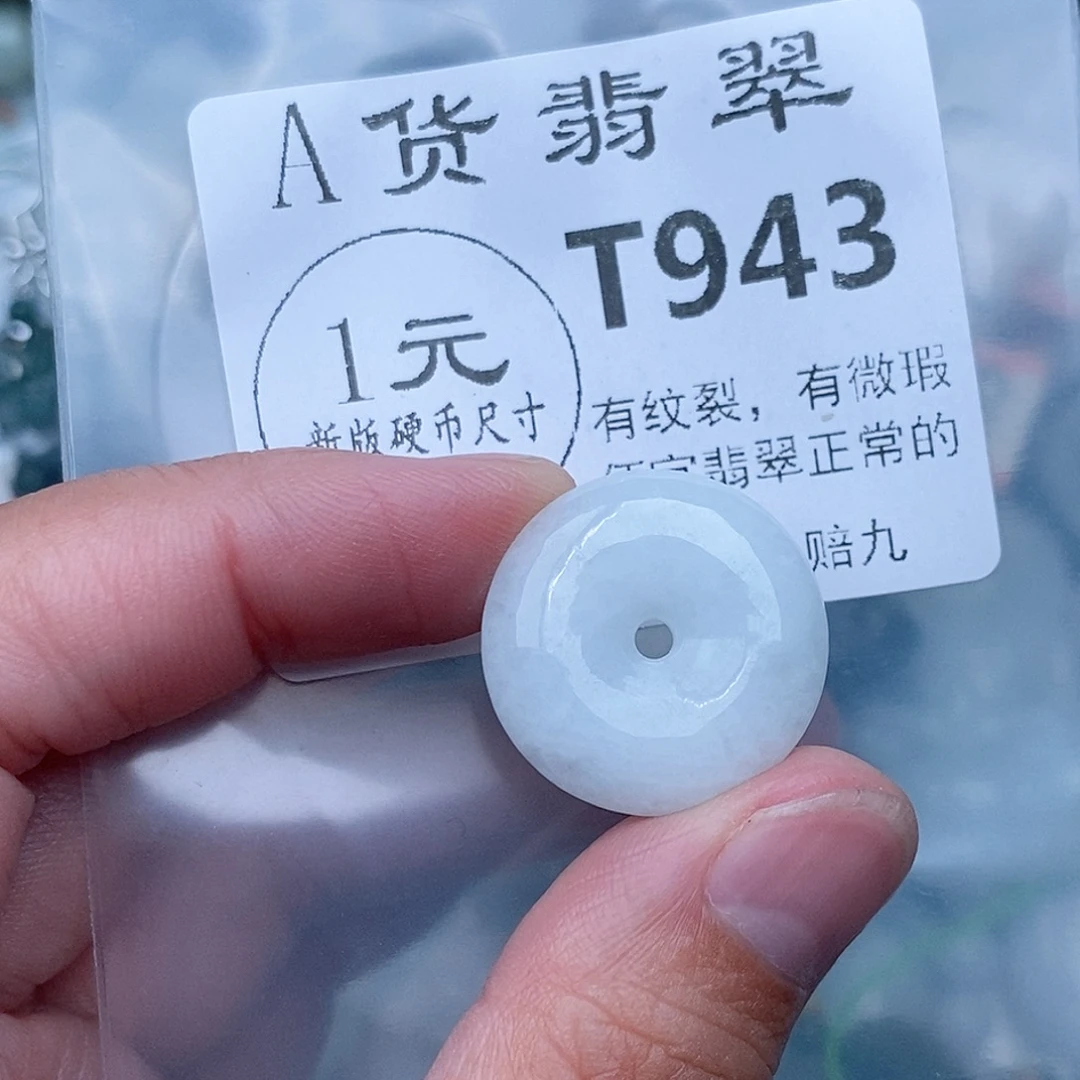 A货翡翠
T943
1元
新版硬币尺寸
有纹裂，有微瑕
翡翠正常的
赔九